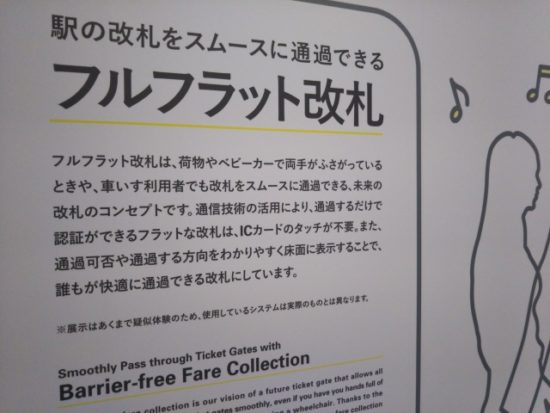 駅の改札をスムースに通過できる
フルフラット改札
フルフラット改札は、荷物やベビーカーで両手がふさがっている
ときや、車いす利用者でも改札をスムースに通過できる、未来の
改札のコンセプトです。通信技術の活用により、通過するだけで
認証ができるフラットな改札は、ICカードのタッチが不要。また、
通過可否や通過する方向をわかりやすく床面に表示することで、
誰もが快適に通過できる改札にしています。
※展示はあくまで疑似体験のため、使用しているシステムは実際のものとは異なります。
Smoothly Pass through Ticket Gates with
Barrier-free Fare Collection
fare collection is our vision of a future ticket gate that allows all
gates smoothly, even if you have your hands full of
using a wheelchair. Thanks to the
fare collection